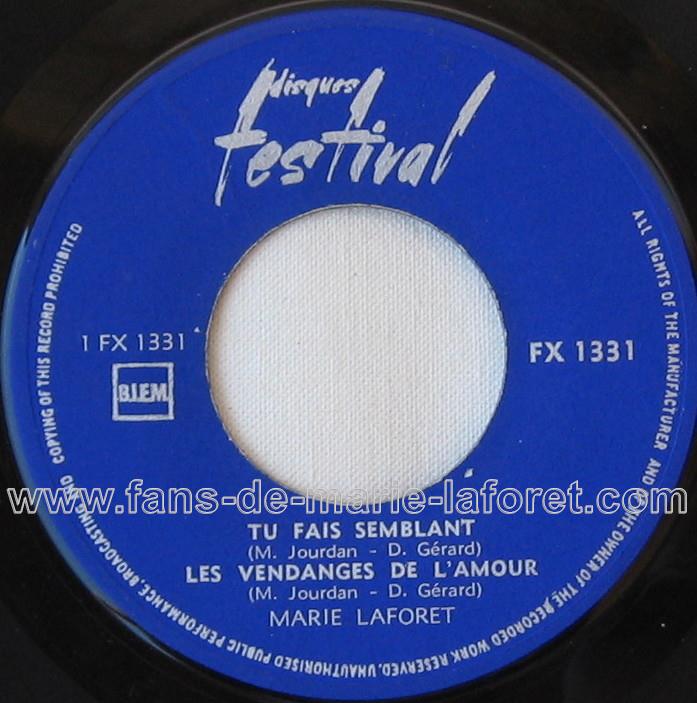 disques
festival
1 FX 1331
FX 1331
B.I.E.M.
www.fans-de-marie-laforet.com
TU FAIS SEMBLANT
(M. Jourdan - D. Gérard)
LES VENDANGES DE L'AMOUR
(M. Jourdan - D. Gérard)
MARIE LAFORET
ALL RIGHTS OF THE MANUFACTURER AND OF THE OWNER OF THE RECORDED WORK RESERVED. UNAUTHORISED PUBLIC PERFORMANCE, BROADCASTING AND COPYING OF THIS RECORD PROHIBITED